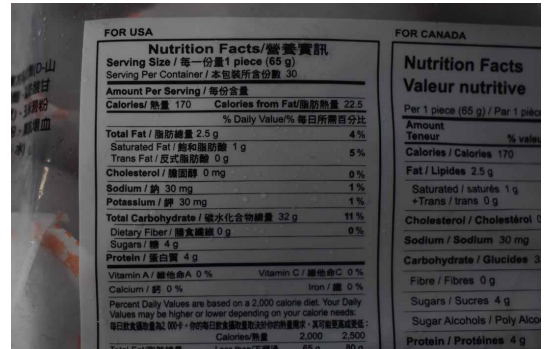 FOR USA
Nutrition Facts/營養資訊
Serving Size / 每一份量1 piece (65 g)
Serving Per Container / 本包裝所含份數 30
Amount Per Serving / 每份含量
Calories/ 熱量 170 Calories from Fat/脂肪熱量 22.5
% Daily Value/% 每日所需百分比
Total Fat / 脂肪總量 2.5 g 4%
Saturated Fat / 飽和脂肪酸 1 g 5%
Trans Fat / 反式脂肪酸 0 g
Cholesterol / 膽固醇 0 mg 0%
Sodium / 鈉 30 mg 1%
Potassium / 鉀 30 mg 1%
Total Carbohydrate / 碳水化合物總量 32 g 11%
Dietary Fiber / 膳食纖維 0 g 0%
Sugars / 糖 4 g
Protein / 蛋白質 4 g
Vitamin A / 維他命A 0% Vitamin C / 維他命C 0%
Calcium / 鈣 0% Iron / 鐵 0%
Percent Daily Values are based on a 2,000 calorie diet. Your Daily
Values may be higher or lower depending on your calorie needs:
Calories/熱量 2,000 2,500
Less than 65 g 80 g
FOR CANADA
Nutrition Facts
Valeur nutritive
Per 1 piece (65 g) / Par 1
Amount
Teneur
Calories / Calories 170
Fat / Lipides 2.5 g
Saturated / saturés 1 g
+Trans / trans 0 g
Cholesterol / Cholestérol
Sodium / Sodium 30 mg
Carbohydrate / Glucides
Fibre / Fibres 0 g
Sugars / Sucres 4 g
Sugar Alcohols /
Protein / Protéines 4 g